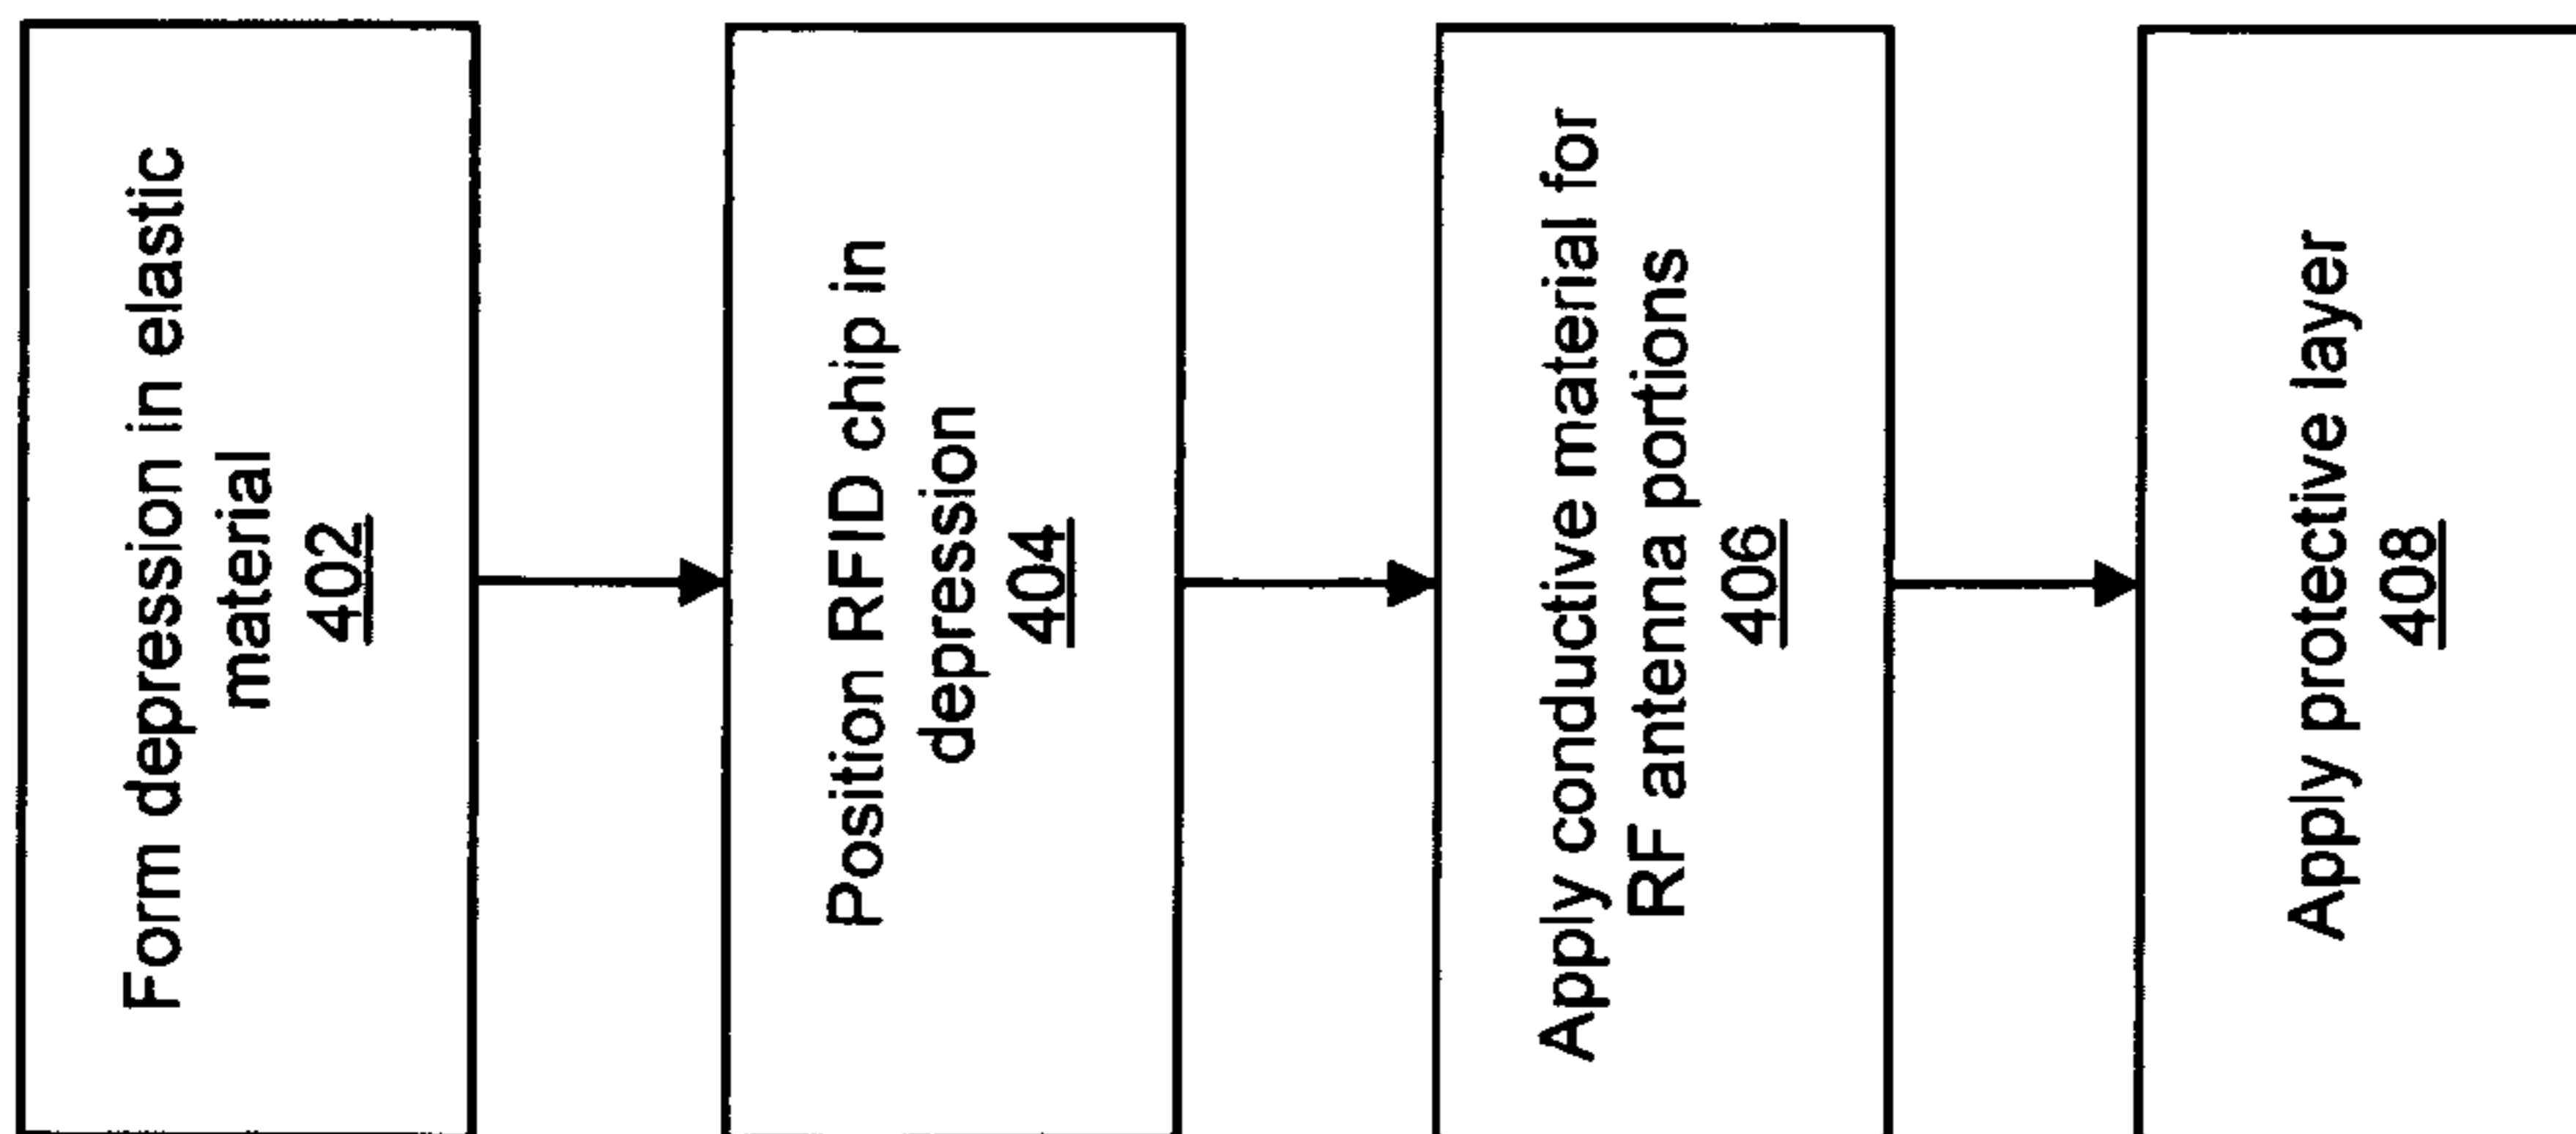 Form depression in elastic
material
402
Position RFID chip in
depression
404
Apply conductive material for
RF antenna portions
406
Apply protective layer
408